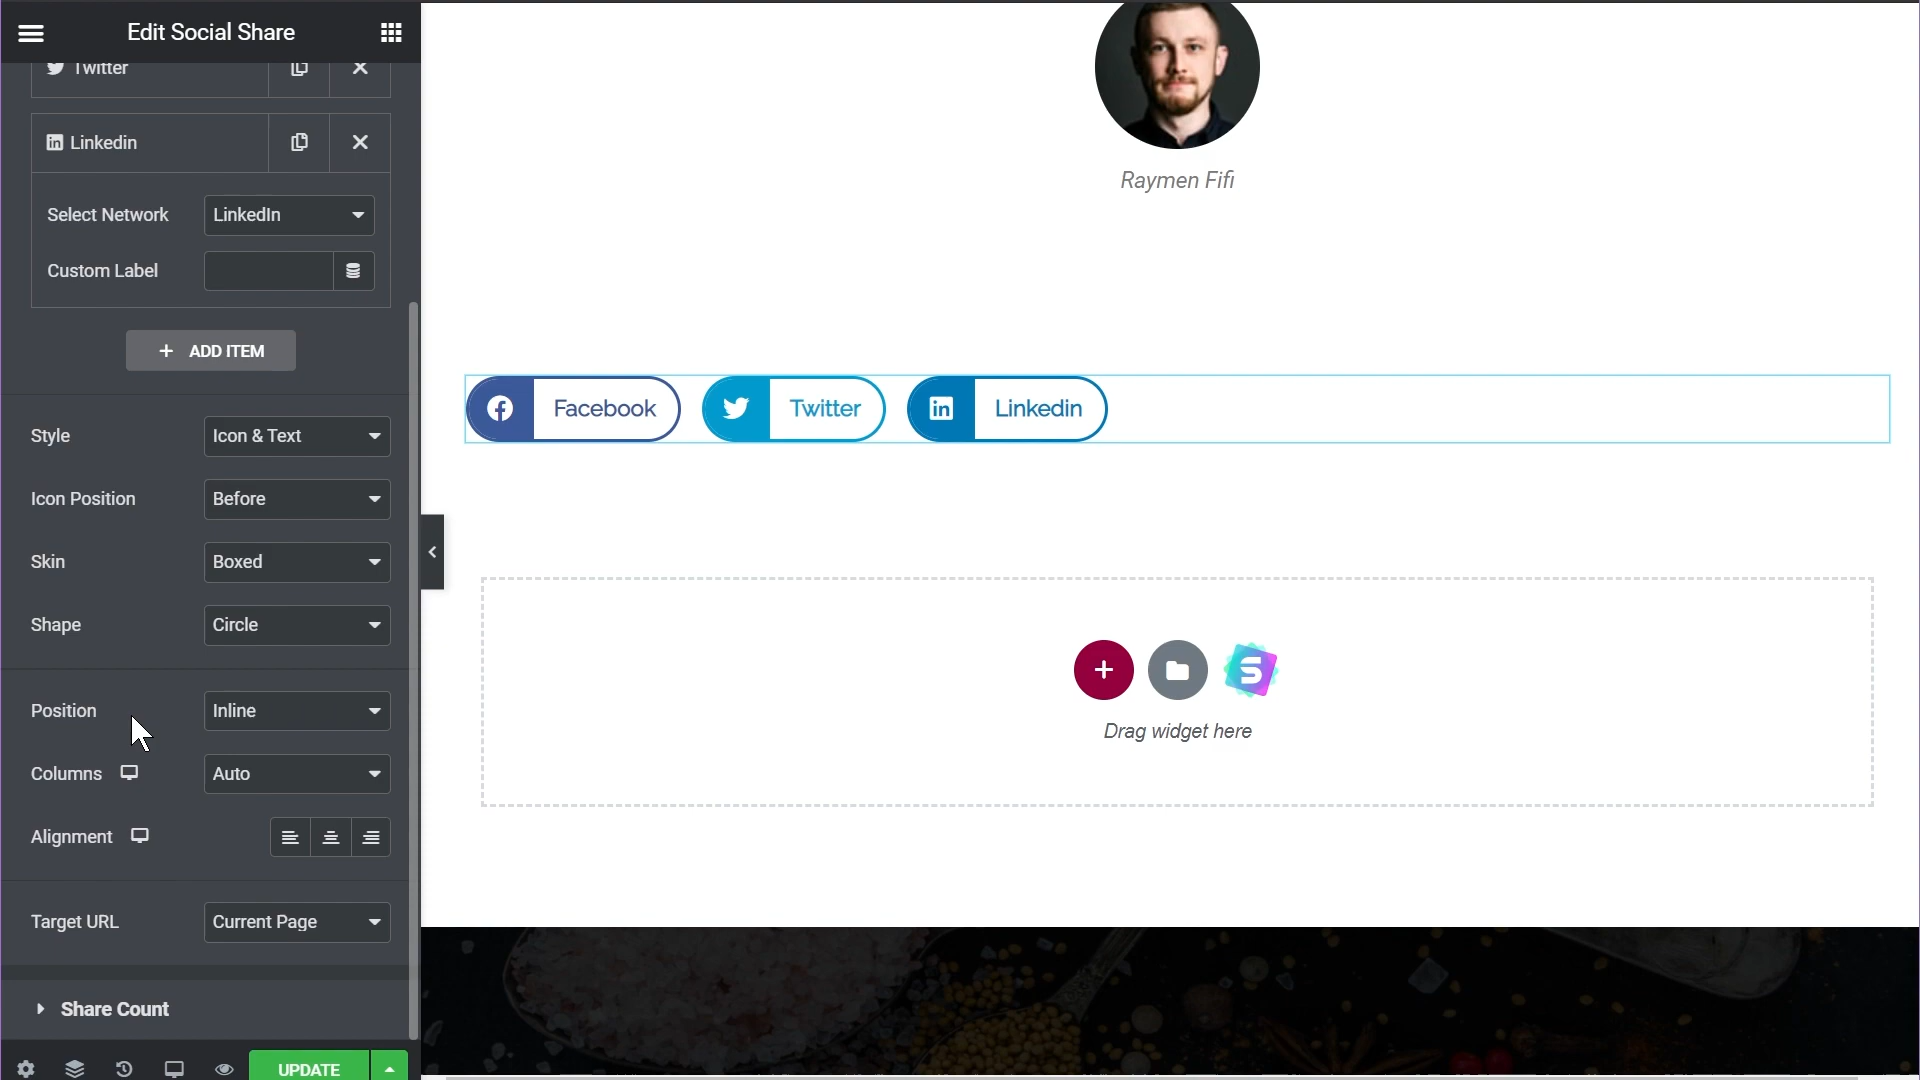 Edit Social Share
Twitter
Linkedin
Select Network LinkedIn
Custom Label
+ ADD ITEM
Style Icon & Text
Icon Position Before
Skin Boxed
Shape Circle
Position Inline
Columns Auto
Alignment
Target URL Current Page
Share Count
UPDATE
Raymen Fifi
Facebook Twitter Linkedin
Drag widget here